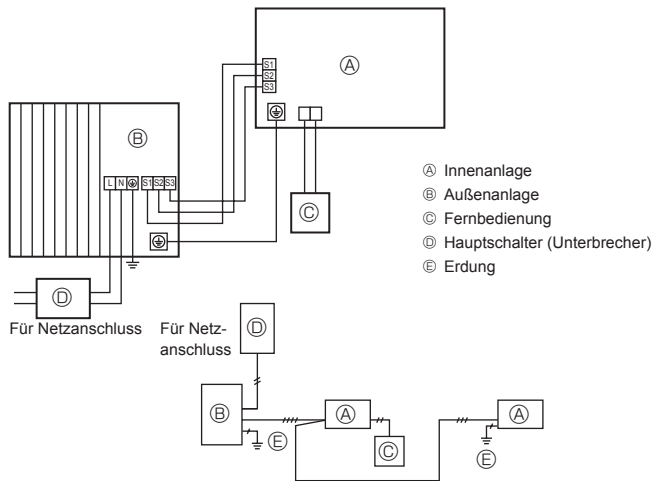 S1
S2
S3
Ⓐ
Ⓑ
L N S1 S2 S3
Ⓒ
Ⓐ Innenanlage
Ⓑ Außenanlage
Ⓒ Fernbedienung
Ⓓ Hauptschalter (Unterbrecher)
Ⓔ Erdung
Ⓓ
Für Netzanschluss
Für Netz-
anschluss
Ⓓ
Ⓑ
Ⓔ
Ⓐ
Ⓒ
Ⓐ
Ⓔ